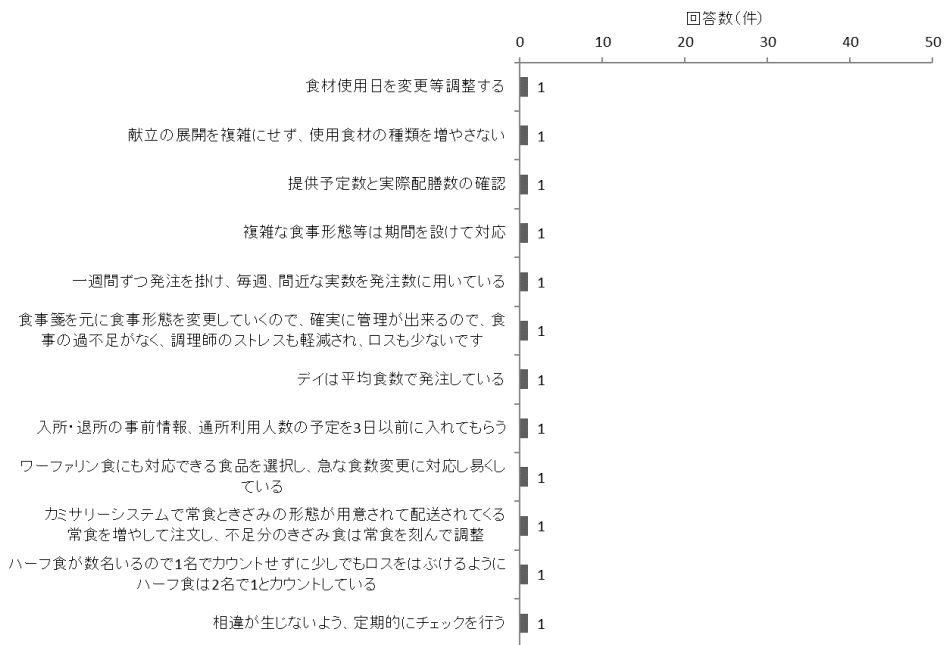 回答数(件)
0 10 20 30 40 50
食材使用日を変更等調整する 1
献立の展開を複雑にせず、使用食材の種類を増やさない 1
提供予定数と実際配膳数の確認 1
複雑な食事形態等は期間を設けて対応 1
一週間ずつ発注を掛け、毎週、間近な実数を発注数に用いている 1
食事箋を元に食事形態を変更していくので、確実に管理が出来るので、食
事の過不足がなく、調理師のストレスも軽減され、ロスも少ないです 1
デイは平均食数で発注している 1
入所・退所の事前情報、通所利用人数の予定を3日以前に入れてもらう 1
ワーファリン食にも対応できる食品を選択し、急な食数変更に対応し易くし
ている 1
カミサリーシステムで常食ときざみの形態が用意されて配送されてくる
常食を増やして注文し、不足分のきざみ食は常食を刻んで調整 1
ハーフ食が数名いるので1名でカウントせずに少しでもロスをはぶけるように
ハーフ食は2名で1とカウントしている 1
相違が生じないよう、定期的にチェックを行う 1